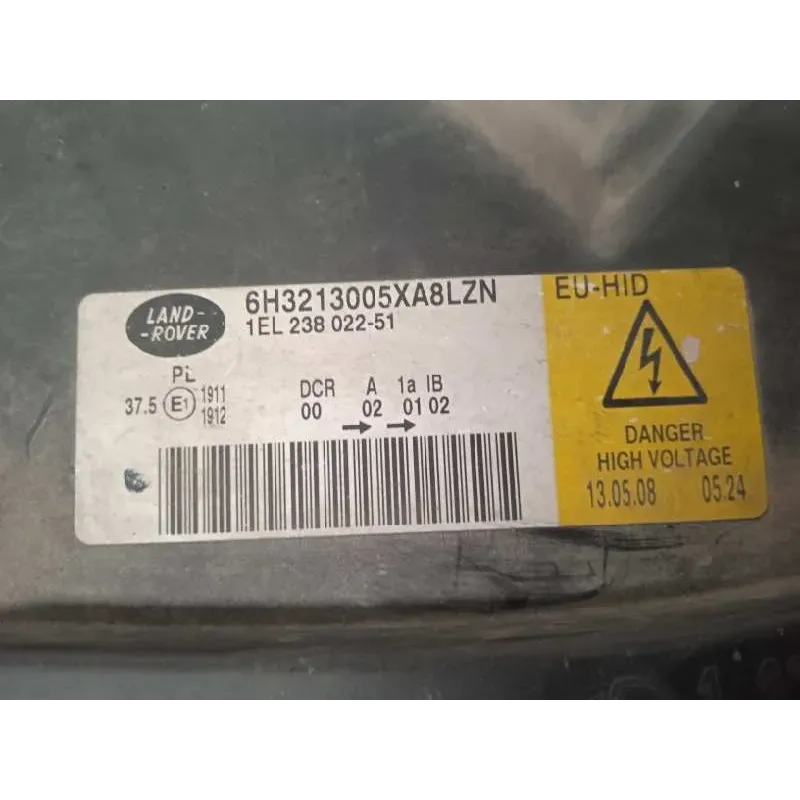 LAND-
-ROVER
6H3213005XA8LZN
1EL 238 022-51
PL
37.5 E1 1911
1912
DCR A 1a IB
00 02 01 02
EU-HID
DANGER
HIGH VOLTAGE
13.05.08 05:24